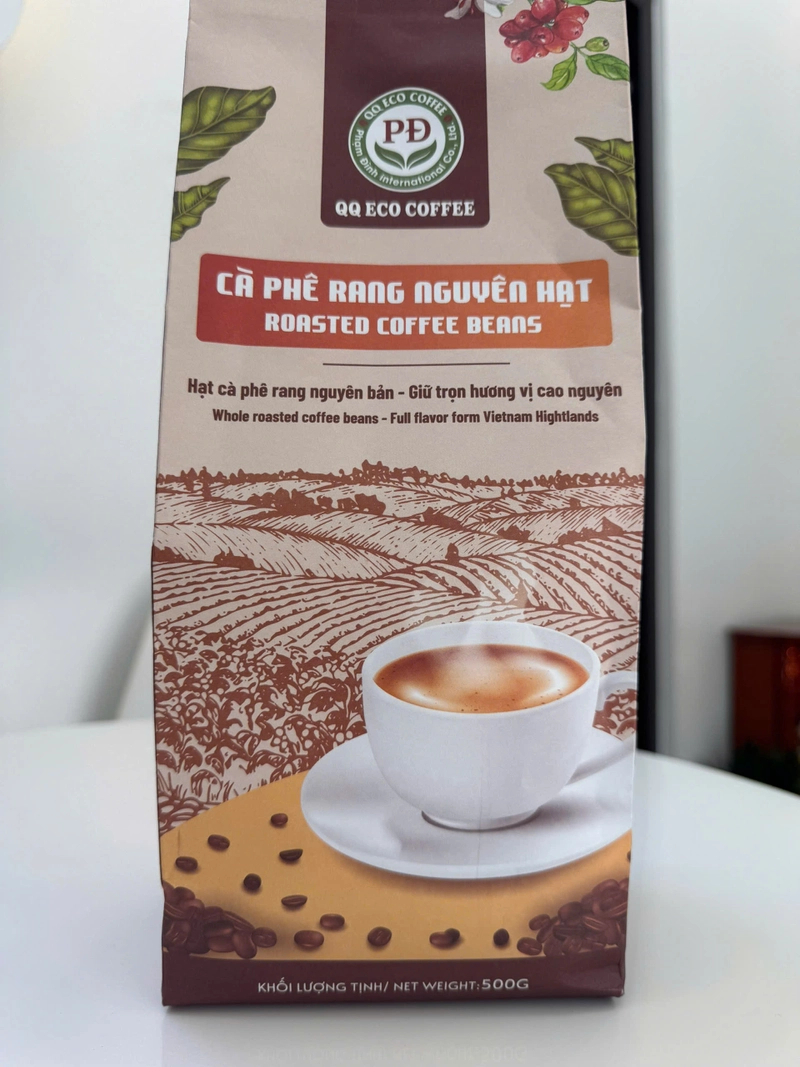 QQ ECO COFFEE
PĐ
Phạm Đình international Co., Ltd.
QQ ECO COFFEE
CÀ PHÊ RANG NGUYÊN HẠT
ROASTED COFFEE BEANS
Hạt cà phê rang nguyên bản - Giữ trọn hương vị cao nguyên
Whole roasted coffee beans - Full flavor form Vietnam Hightlands
KHỐI LƯỢNG TỊNH/ NET WEIGHT:500G